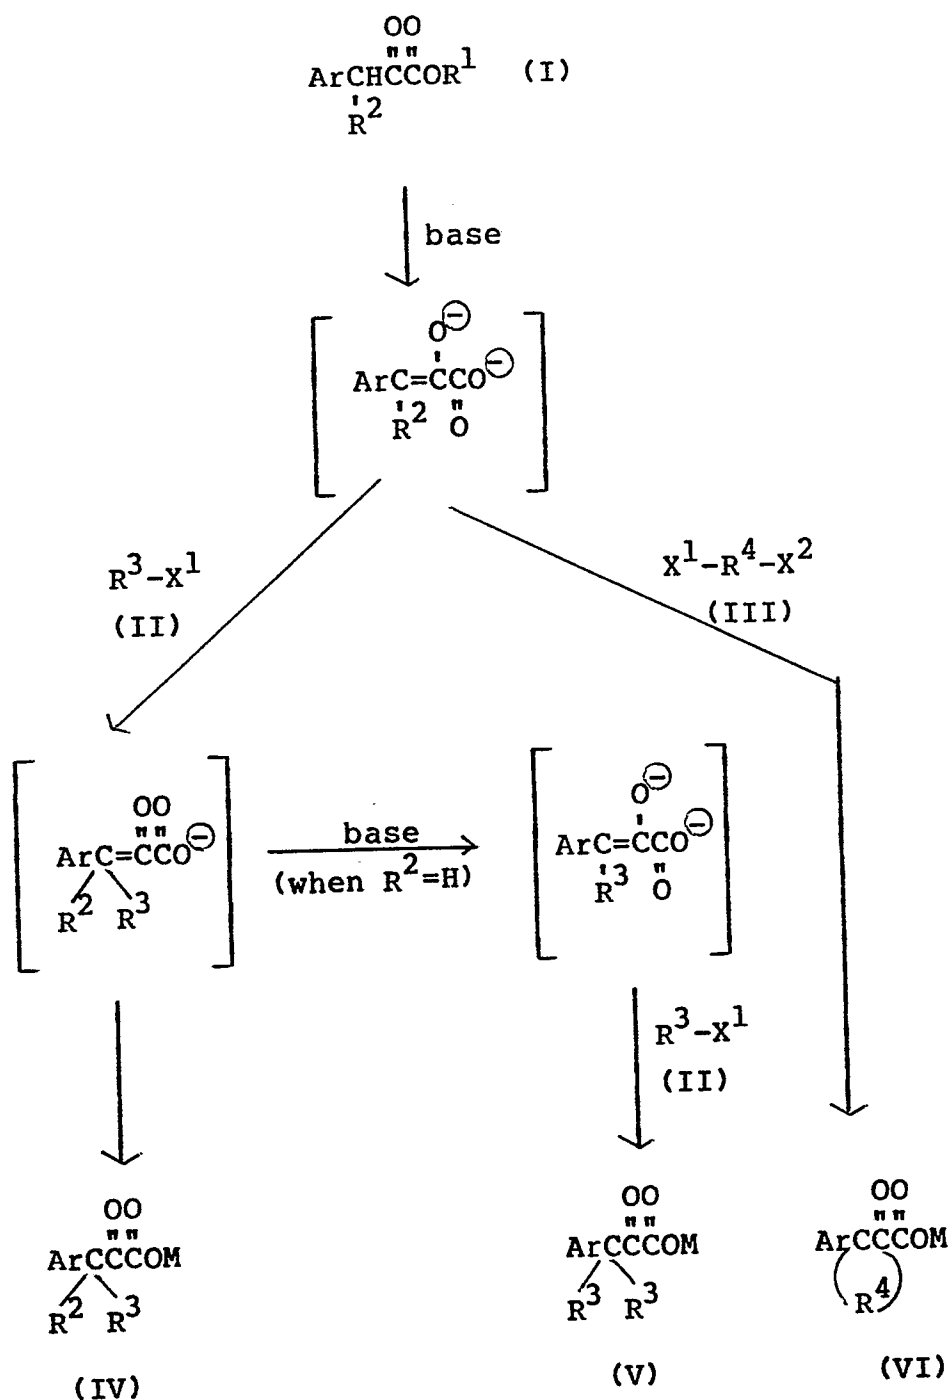 OO
" "
ArCHCCOR¹ (I)
'
R²
base
O⊖
'
ArC=CCO⊖
' "
R² O
R³-X¹
(II)
X¹-R⁴-X²
(III)
OO
" "
ArC=CCO⊖
R² R³
base
(when R²=H)
O⊖
'
ArC=CCO⊖
' "
R³ O
R³-X¹
(II)
OO
" "
ArCCCOM
R² R³
(IV)
OO
" "
ArCCCOM
R³ R³
(V)
OO
" "
ArCCCOM
R⁴
(VI)